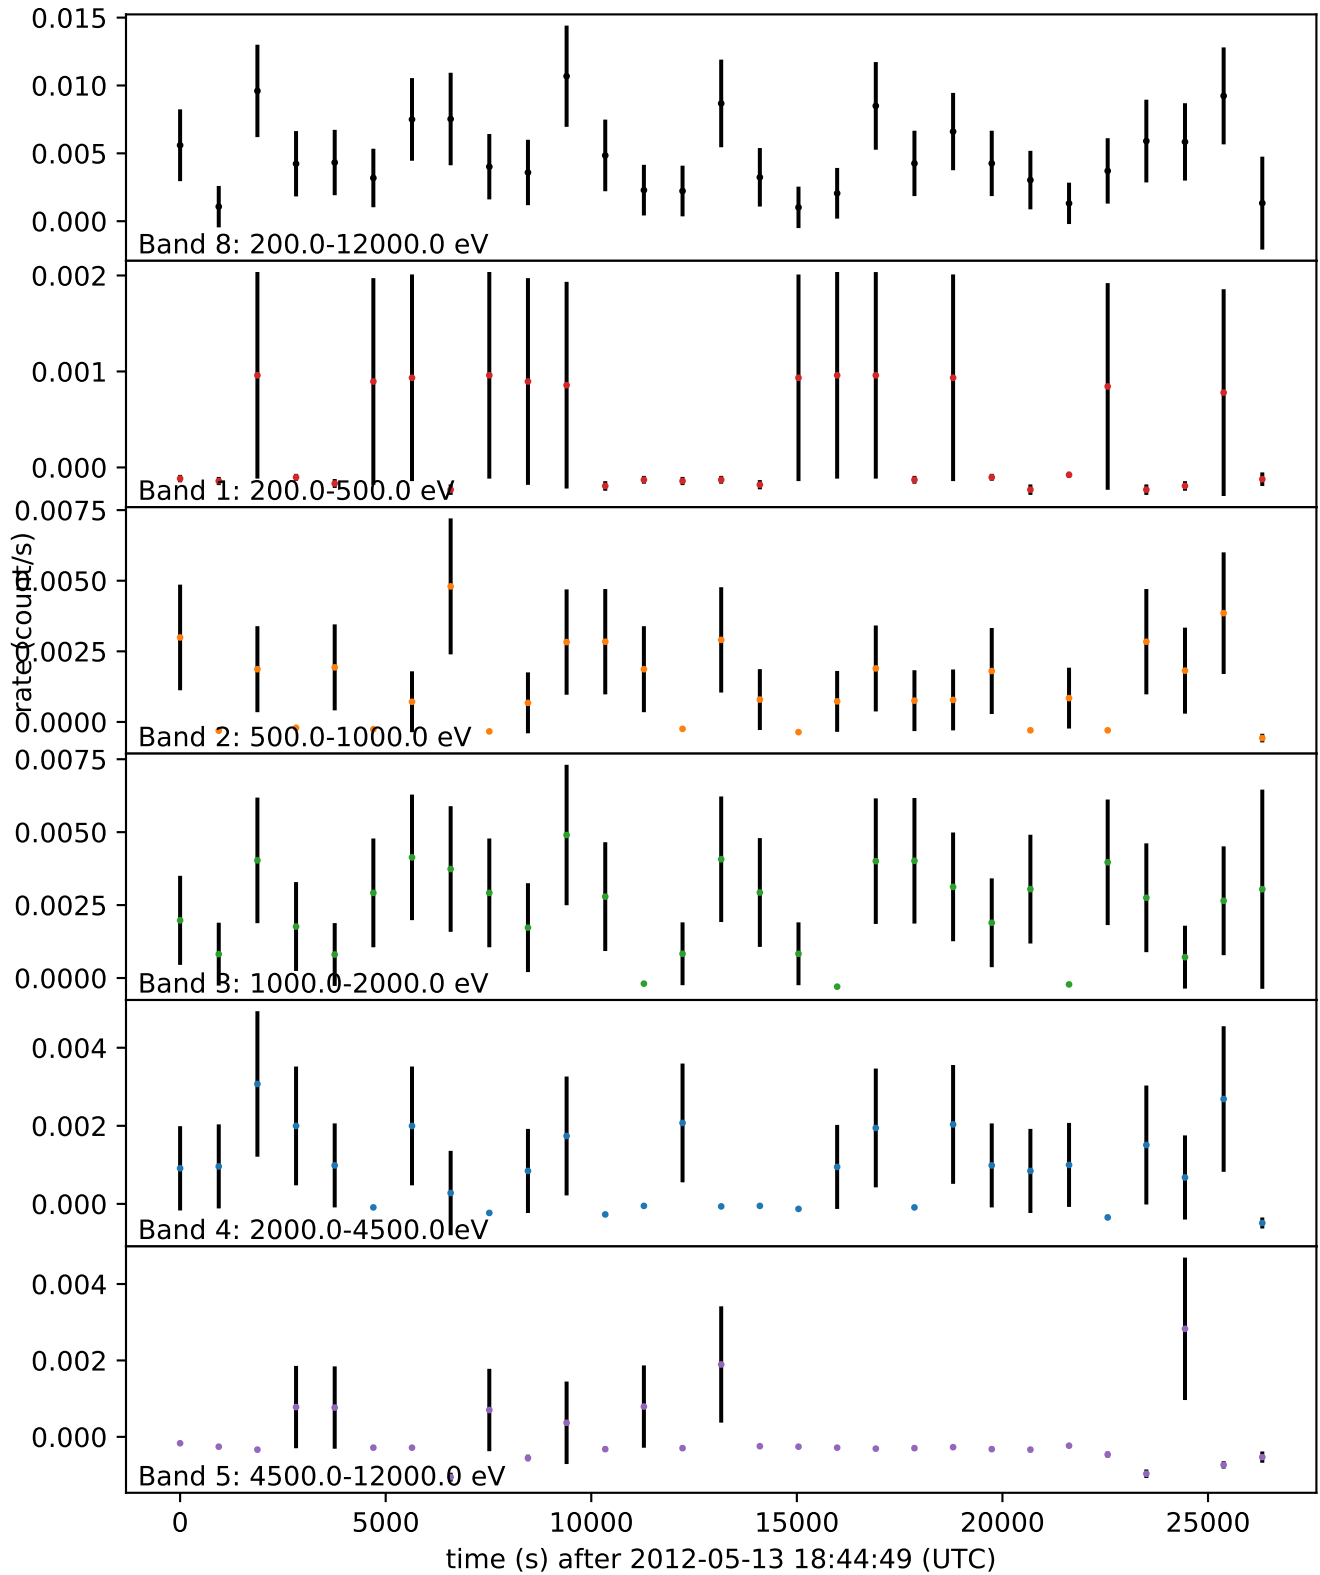 0.015
0.010
0.005
0.000
Band 8: 200.0-12000.0 eV
0.002
0.001
0.000
Band 1: 200.0-500.0 eV
rate (count/s)
0.0075
0.0050
0.0025
0.0000
Band 2: 500.0-1000.0 eV
0.0075
0.0050
0.0025
0.0000
Band 3: 1000.0-2000.0 eV
0.004
0.002
0.000
Band 4: 2000.0-4500.0 eV
0.004
0.002
0.000
Band 5: 4500.0-12000.0 eV
0 5000 10000 15000 20000 25000
time (s) after 2012-05-13 18:44:49 (UTC)